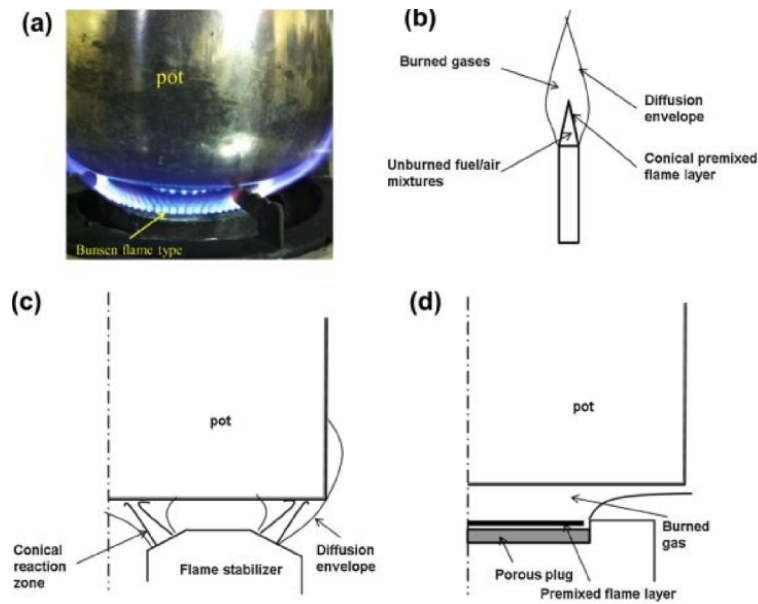 (a)
pot
Bunsen flame type
(b)
Burned gases
Diffusion
envelope
Unburned fuel/air
mixtures
Conical premixed
flame layer
(c)
pot
Conical
reaction
zone
Flame stabilizer
Diffusion
envelope
(d)
pot
Burned
gas
Porous plug
Premixed flame layer